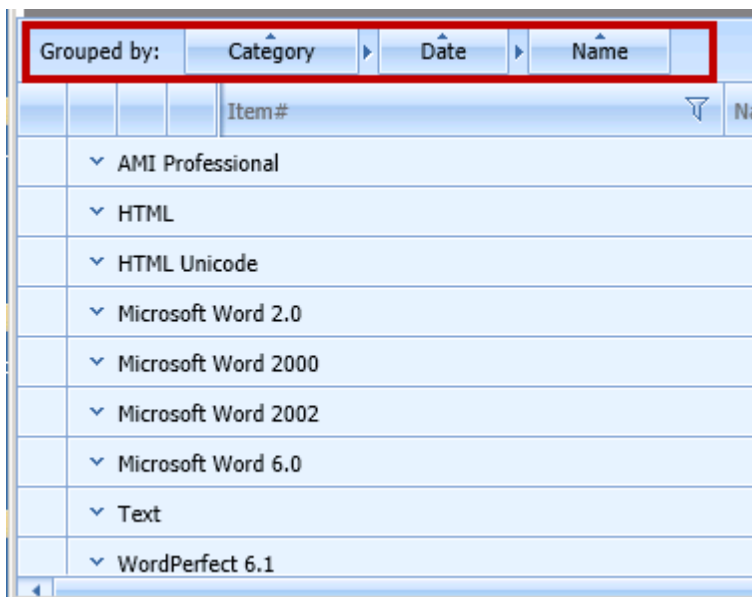 Grouped by: Category Date Name
Item# Na
AMI Professional
HTML
HTML Unicode
Microsoft Word 2.0
Microsoft Word 2000
Microsoft Word 2002
Microsoft Word 6.0
Text
WordPerfect 6.1